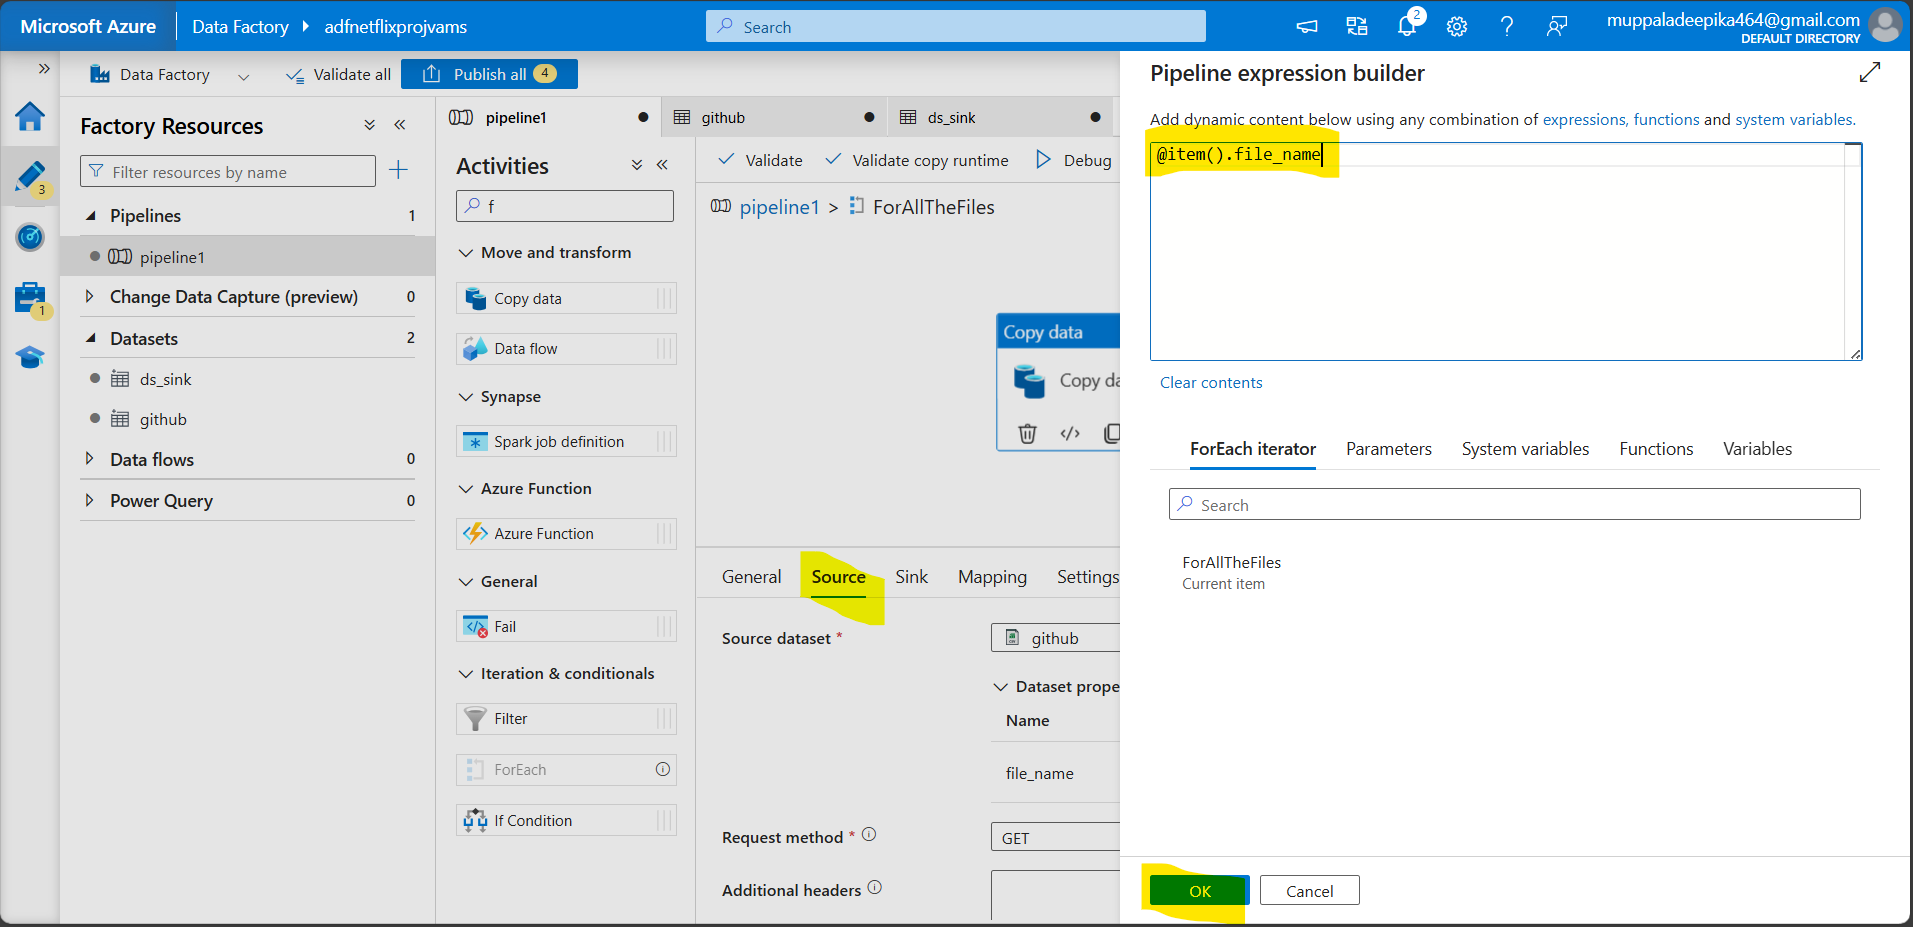 Microsoft Azure
Data Factory
adfnetflixprojvams
Search
2
muppaladeepika464@gmail.com
DEFAULT DIRECTORY
Data Factory
Validate all
Publish all
4
3
1
Factory Resources
Filter resources by name
Pipelines
1
pipeline1
Change Data Capture (preview)
0
Datasets
2
ds_sink
github
Data flows
0
Power Query
0
pipeline1
github
ds_sink
Activities
f
Move and transform
Copy data
Data flow
Synapse
Spark job definition
Azure Function
Azure Function
General
Fail
Iteration & conditionals
Filter
ForEach
If Condition
Validate
Validate copy runtime
Debug
pipeline1 > ForAllTheFiles
Copy data
Copy da
General
Source
Sink
Mapping
Settings
Source dataset *
github
Dataset prope
Name
file_name
Request method *
GET
Additional headers
Pipeline expression builder
Add dynamic content below using any combination of expressions, functions and system variables.
@item().file_name
Clear contents
ForEach iterator
Parameters
System variables
Functions
Variables
Search
ForAllTheFiles
Current item
OK
Cancel